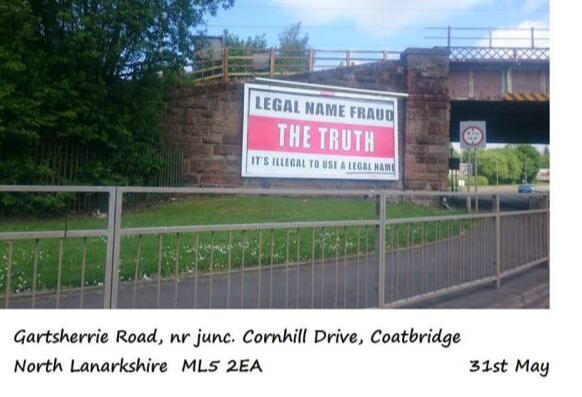 LEGAL NAME FRAUD
THE TRUTH
IT'S ILLEGAL TO USE A LEGAL NAME
Gartsherrie Road, nr junc. Cornhill Drive, Coatbridge
North Lanarkshire ML5 2EA
31st May